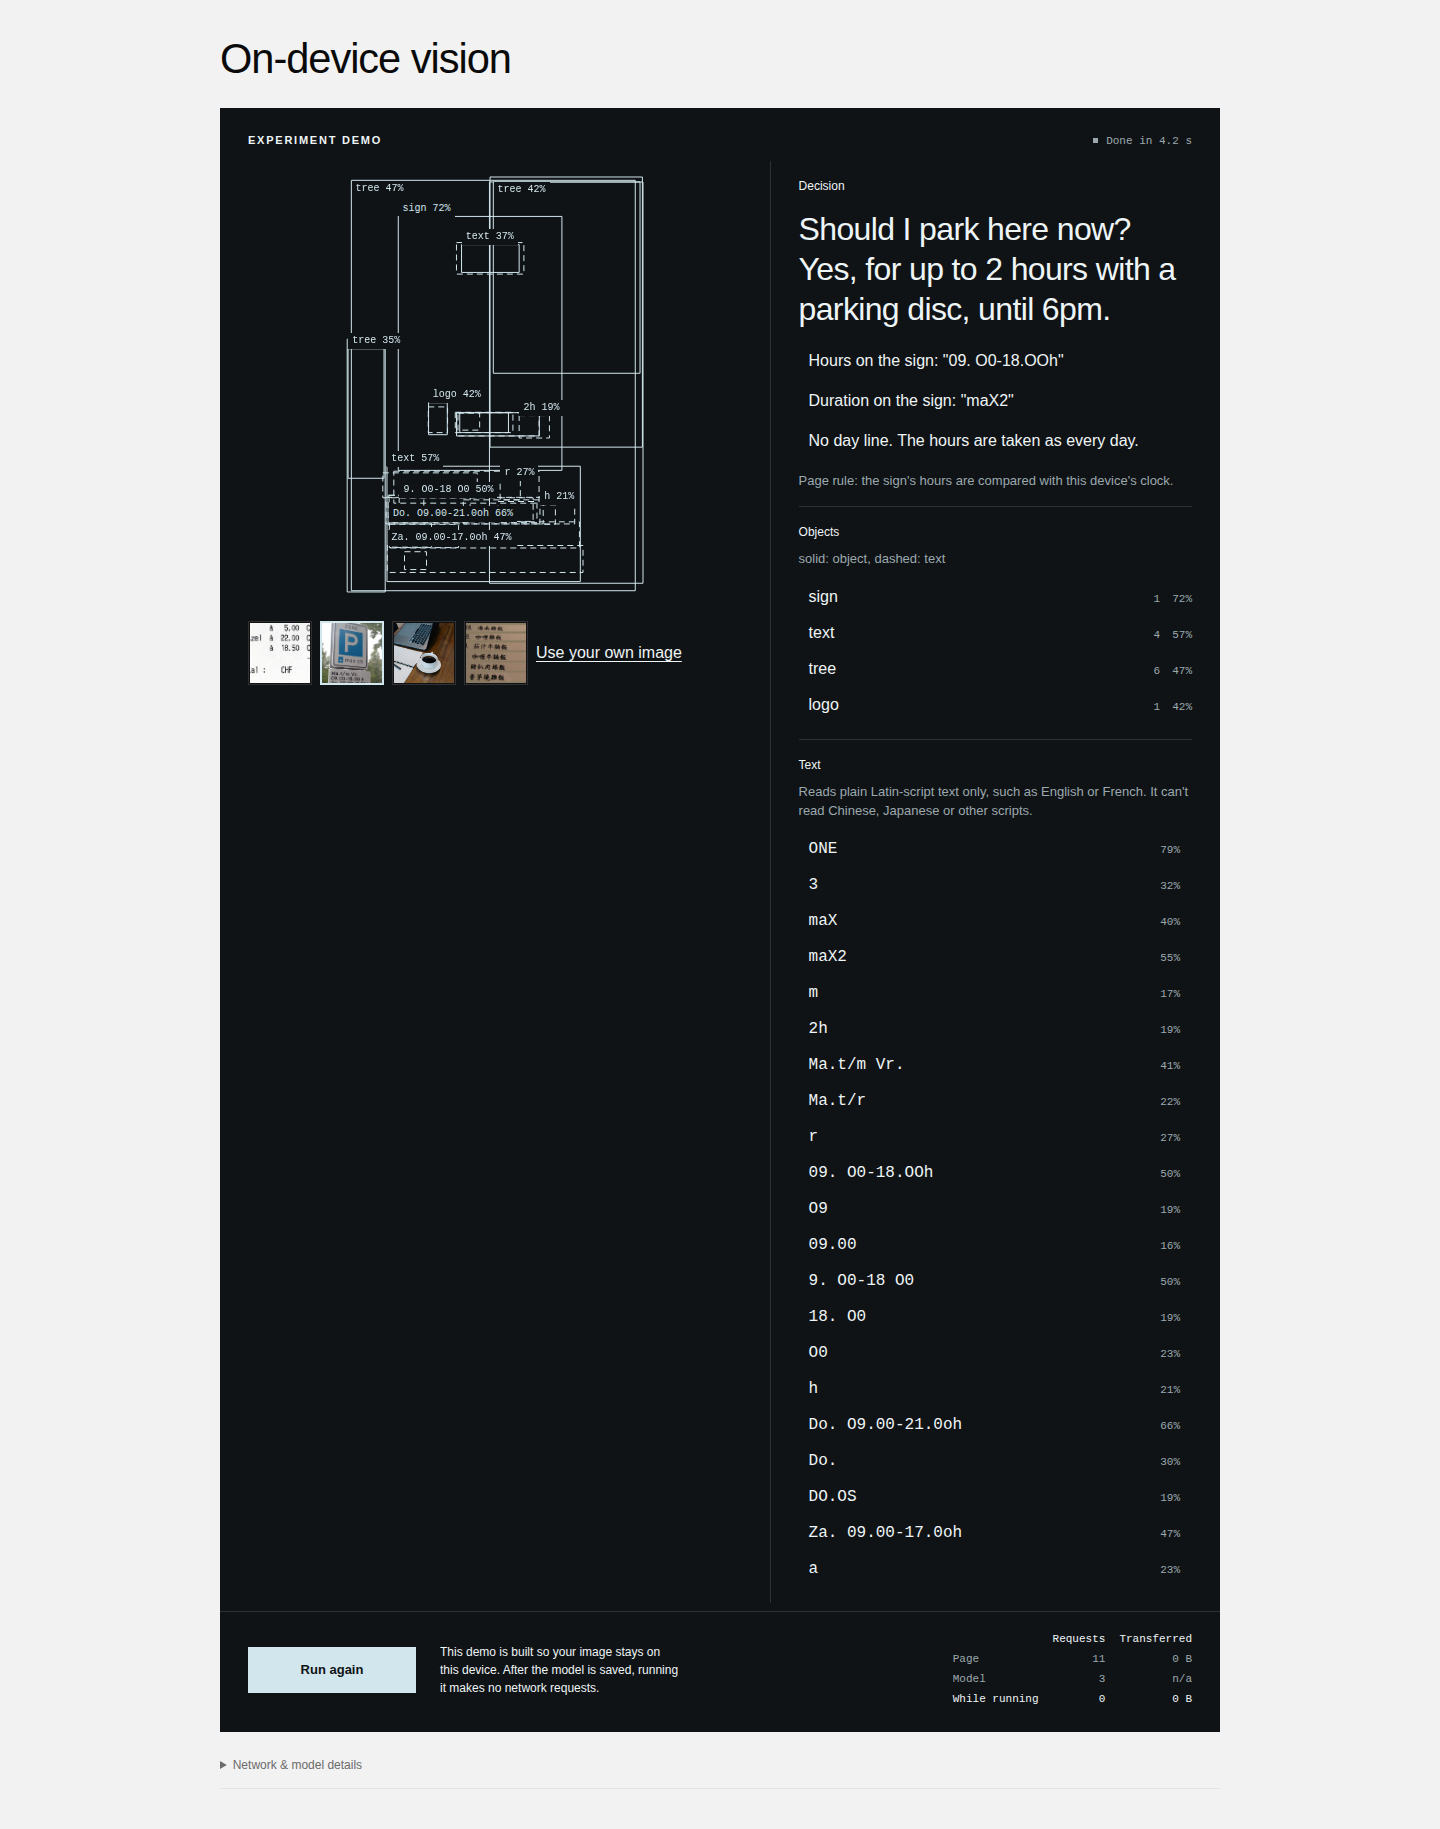 On-device vision
EXPERIMENT DEMO
Done in 4.2 s
tree 47%
tree 42%
sign 72%
text 37%
tree 35%
logo 42%
2h 19%
text 57%
r 27%
9. O0-18 O0 50%
h 21%
Do. O9.00-21.0oh 66%
Za. 09.00-17.0oh 47%
5.00
22.00
18.50
CHF
P
Use your own image
Decision
Should I park here now?
Yes, for up to 2 hours with a
parking disc, until 6pm.
Hours on the sign: "09. O0-18.OOh"
Duration on the sign: "maX2"
No day line. The hours are taken as every day.
Page rule: the sign's hours are compared with this device's clock.
Objects
solid: object, dashed: text
sign 1 72%
text 4 57%
tree 6 47%
logo 1 42%
Text
Reads plain Latin-script text only, such as English or French. It can't
read Chinese, Japanese or other scripts.
ONE 79%
3 32%
maX 40%
maX2 55%
m 17%
2h 19%
Ma.t/m Vr. 41%
Ma.t/r 22%
r 27%
09. O0-18.OOh 50%
O9 19%
09.00 16%
9. O0-18 O0 50%
18. O0 19%
O0 23%
h 21%
Do. O9.00-21.0oh 66%
Do. 30%
DO.OS 19%
Za. 09.00-17.0oh 47%
a 23%
Run again
This demo is built so your image stays on
this device. After the model is saved, running
it makes no network requests.
Requests Transferred
Page 11 0 B
Model 3 n/a
While running 0 0 B
Network & model details